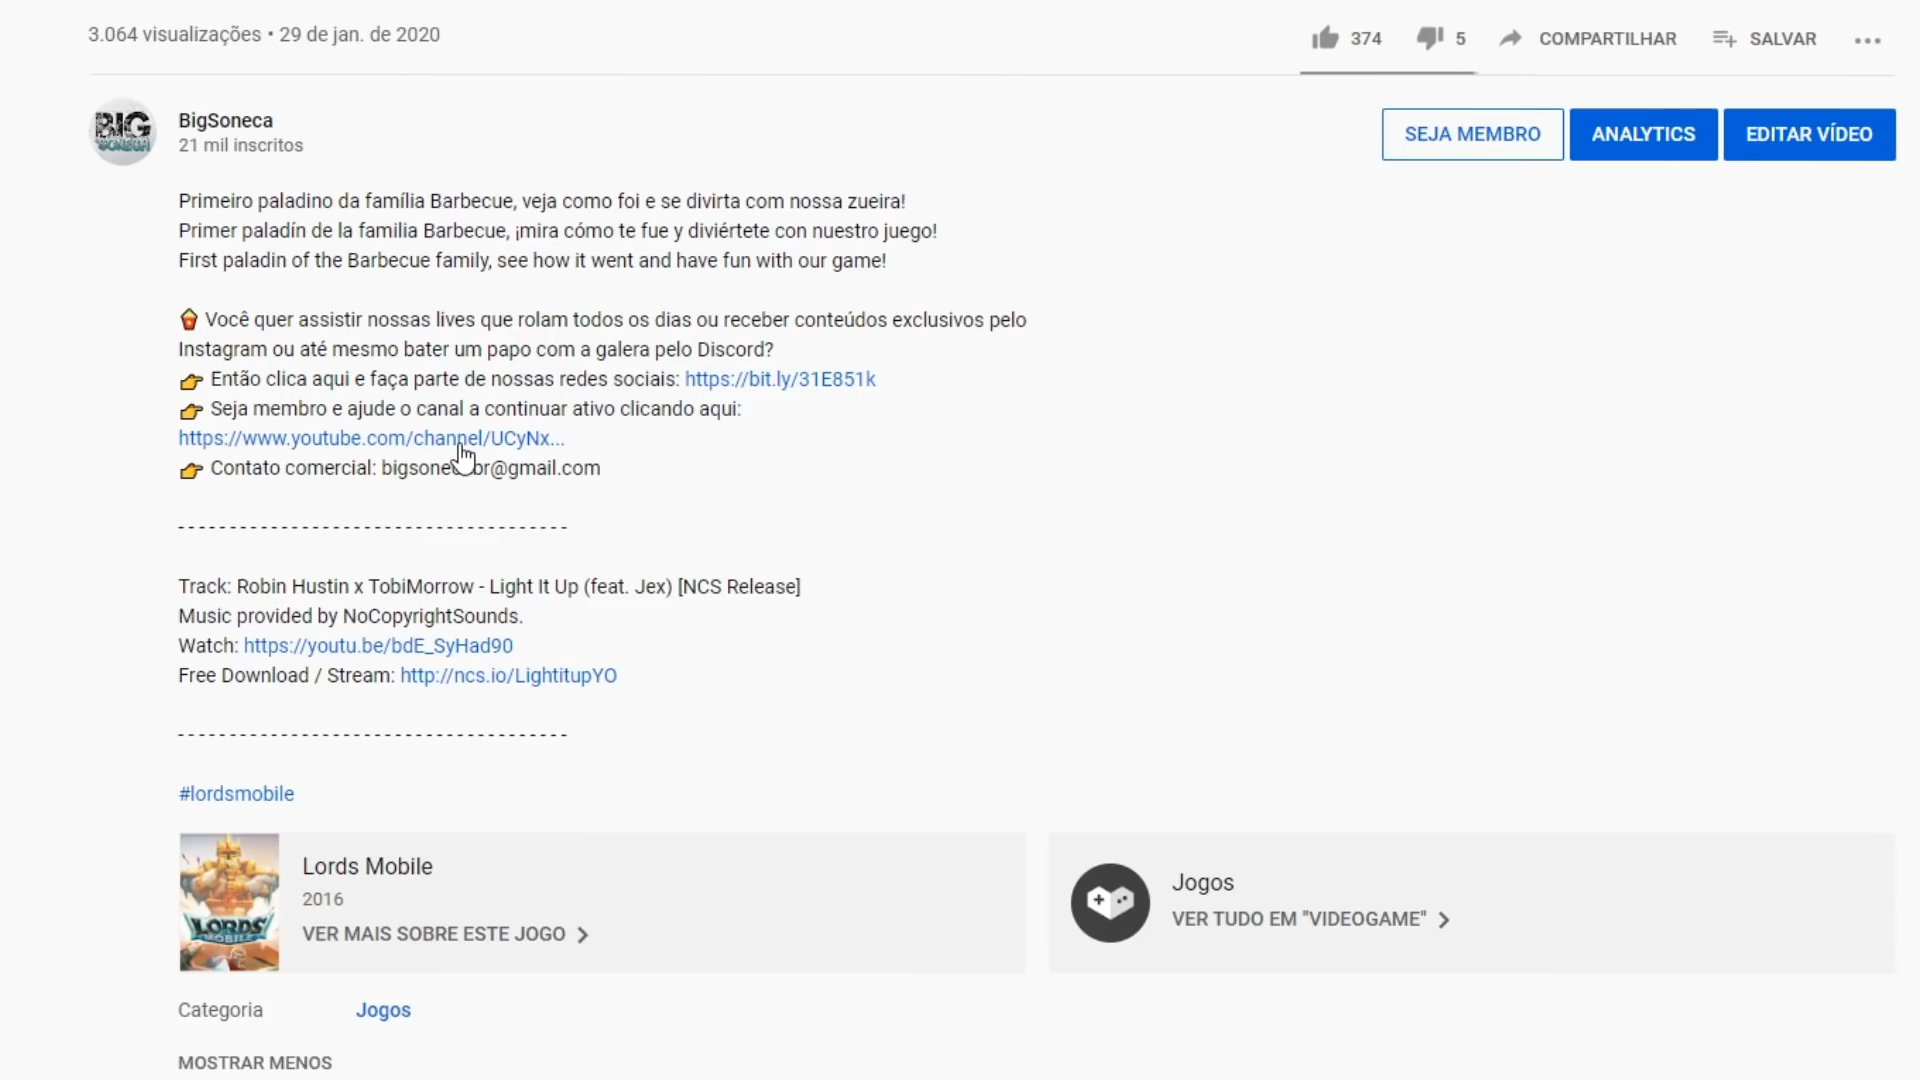 3.064 visualizações • 29 de jan. de 2020
374
5
COMPARTILHAR
SALVAR
BIG
SONECA
BigSoneca
21 mil inscritos
SEJA MEMBRO
ANALYTICS
EDITAR VÍDEO
Primeiro paladino da família Barbecue, veja como foi e se divirta com nossa zueira!
Primer paladín de la familia Barbecue, ¡mira cómo te fue y diviértete con nuestro juego!
First paladin of the Barbecue family, see how it went and have fun with our game!
Você quer assistir nossas lives que rolam todos os dias ou receber conteúdos exclusivos pelo
Instagram ou até mesmo bater um papo com a galera pelo Discord?
Então clica aqui e faça parte de nossas redes sociais: https://bit.ly/31E851k
Seja membro e ajude o canal a continuar ativo clicando aqui:
https://www.youtube.com/channel/UCyNx...
Contato comercial:
- - - - - - - - - - - - - - - - - - - - - - - - - - - - - - - - - - - - - -
Track: Robin Hustin x TobiMorrow - Light It Up (feat. Jex) [NCS Release]
Music provided by NoCopyrightSounds.
Watch: https://youtu.be/bdE_SyHad90
Free Download / Stream: http://ncs.io/LightitupYO
- - - - - - - - - - - - - - - - - - - - - - - - - - - - - - - - - - - - - -
#lordsmobile
LORDS
MOBILE
Lords Mobile
2016
VER MAIS SOBRE ESTE JOGO
Jogos
VER TUDO EM "VIDEOGAME"
Categoria
Jogos
MOSTRAR MENOS